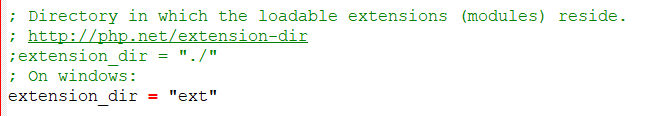 ; Directory in which the loadable extensions (modules) reside.
; http://php.net/extension-dir
;extension_dir = "./"
; On windows:
extension_dir = "ext"